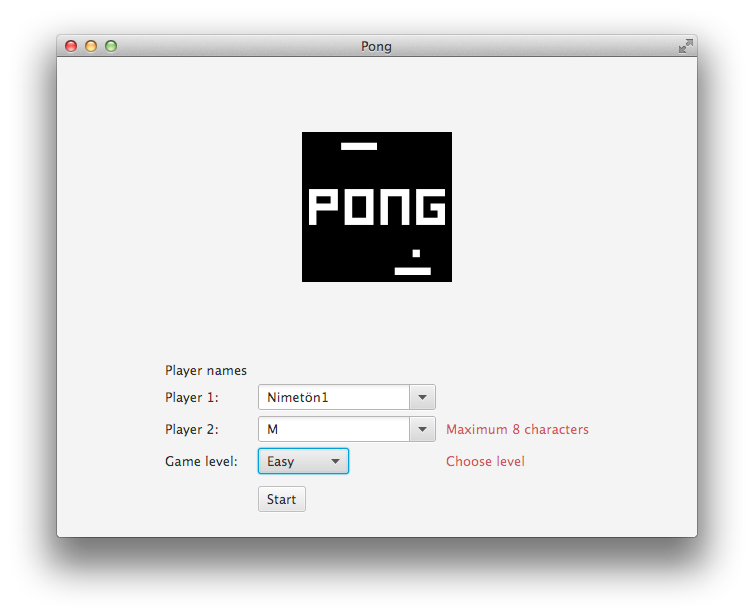 Pong
PONG
Player names
Player 1: Nimetön1
Player 2: M Maximum 8 characters
Game level: Easy Choose level
Start